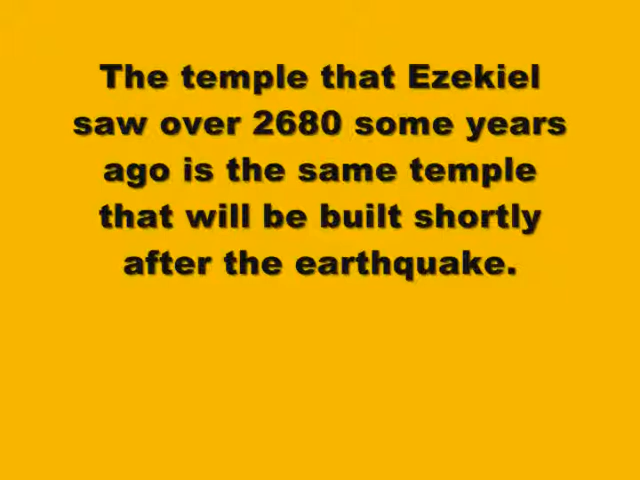 The temple that Ezekiel
saw over 2680 some years
ago is the same temple
that will be built shortly
after the earthquake.